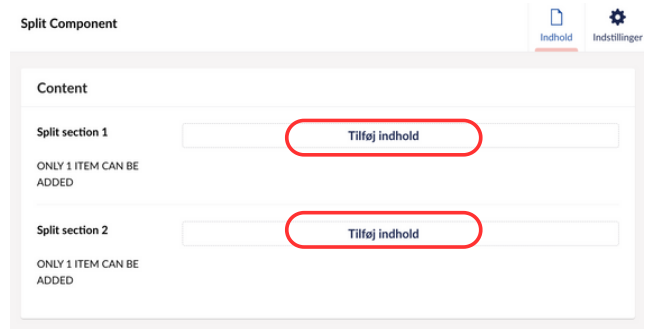 Split Component
Indhold
Indstillinger
Content
Split section 1
Tilføj indhold
ONLY 1 ITEM CAN BE
ADDED
Split section 2
Tilføj indhold
ONLY 1 ITEM CAN BE
ADDED